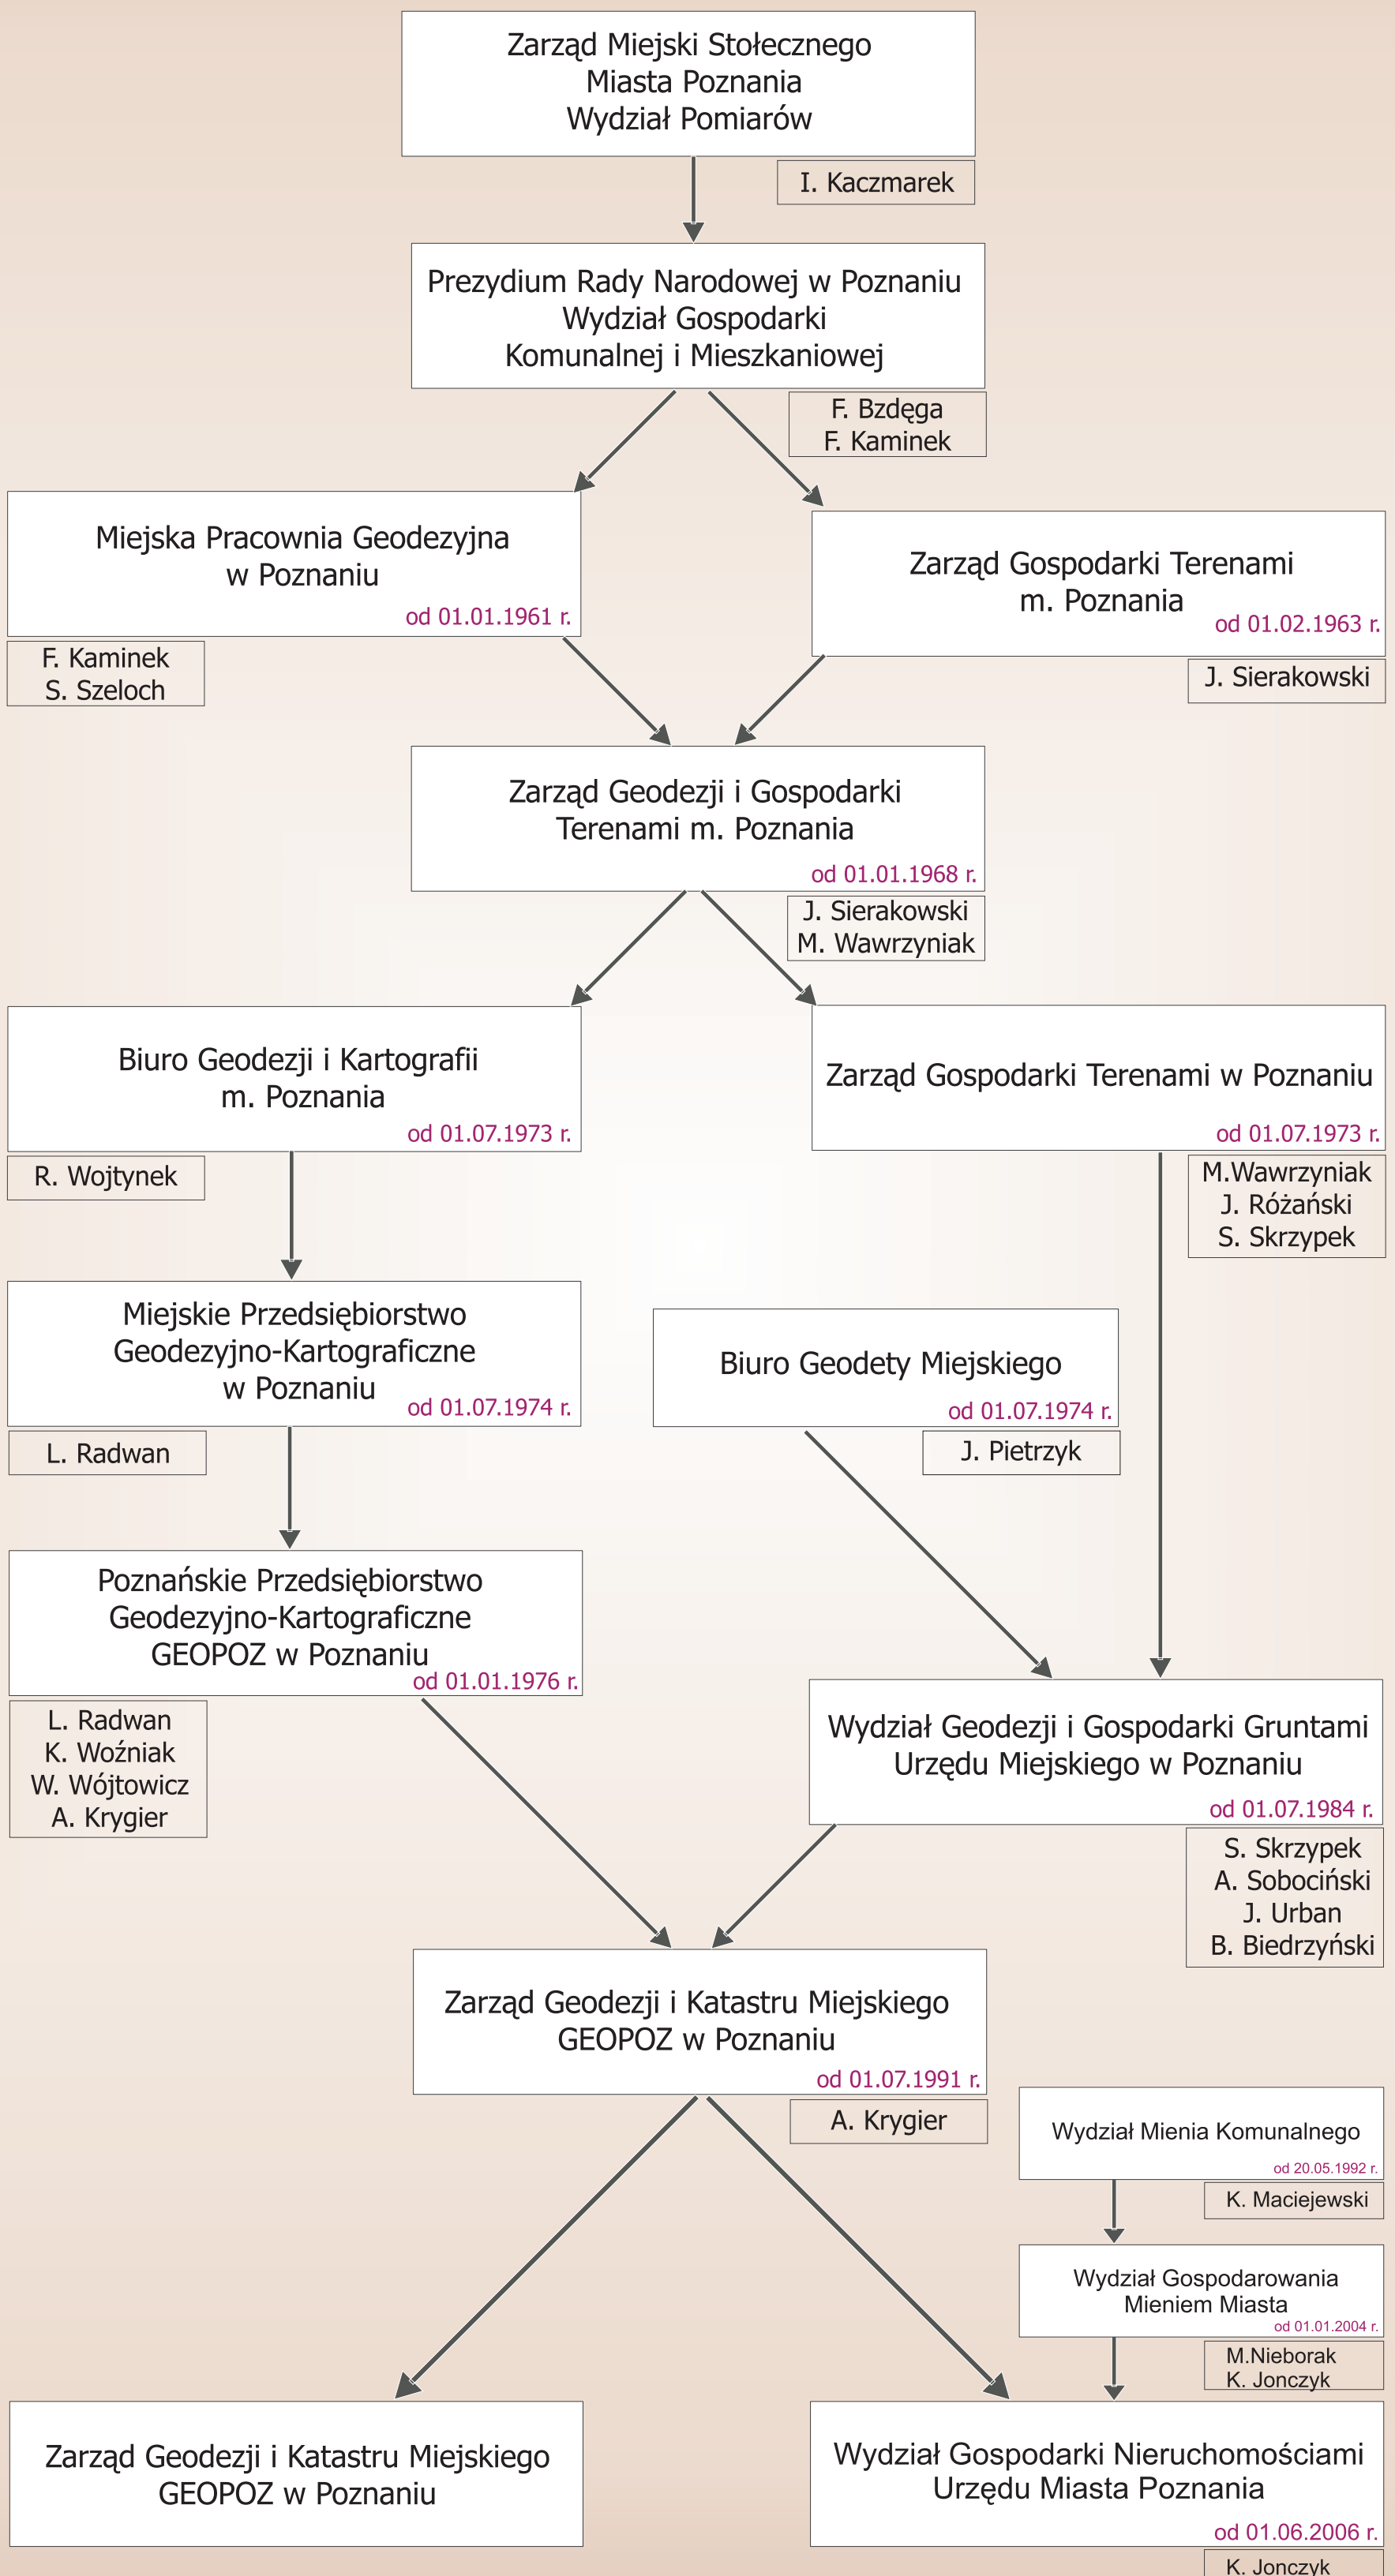 Zarząd Miejski Stołecznego
Miasta Poznania
Wydział Pomiarów
I. Kaczmarek
Prezydium Rady Narodowej w Poznaniu
Wydział Gospodarki
Komunalnej i Mieszkaniowej
F. Bzdęga
F. Kaminek
Miejska Pracownia Geodezyjna
w Poznaniu
od 01.01.1961 r.
F. Kaminek
S. Szeloch
Zarząd Gospodarki Terenami
m. Poznania
od 01.02.1963 r.
J. Sierakowski
Zarząd Geodezji i Gospodarki
Terenami m. Poznania
od 01.01.1968 r.
J. Sierakowski
M. Wawrzyniak
Biuro Geodezji i Kartografii
m. Poznania
od 01.07.1973 r.
R. Wojtynek
Zarząd Gospodarki Terenami w Poznaniu
od 01.07.1973 r.
M.Wawrzyniak
J. Różański
S. Skrzypek
Miejskie Przedsiębiorstwo
Geodezyjno-Kartograficzne
w Poznaniu
od 01.07.1974 r.
L. Radwan
Biuro Geodety Miejskiego
od 01.07.1974 r.
J. Pietrzyk
Poznańskie Przedsiębiorstwo
Geodezyjno-Kartograficzne
GEOPOZ w Poznaniu
od 01.01.1976 r.
L. Radwan
K. Woźniak
W. Wójtowicz
A. Krygier
Wydział Geodezji i Gospodarki Gruntami
Urzędu Miejskiego w Poznaniu
od 01.07.1984 r.
S. Skrzypek
A. Sobociński
J. Urban
B. Biedrzyński
Zarząd Geodezji i Katastru Miejskiego
GEOPOZ w Poznaniu
od 01.07.1991 r.
A. Krygier
Wydział Mienia Komunalnego
od 20.05.1992 r.
K. Maciejewski
Wydział Gospodarowania
Mieniem Miasta
od 01.01.2004 r.
M.Nieborak
K. Jonczyk
Zarząd Geodezji i Katastru Miejskiego
GEOPOZ w Poznaniu
Wydział Gospodarki Nieruchomościami
Urzędu Miasta Poznania
od 01.06.2006 r.
K. Jonczyk